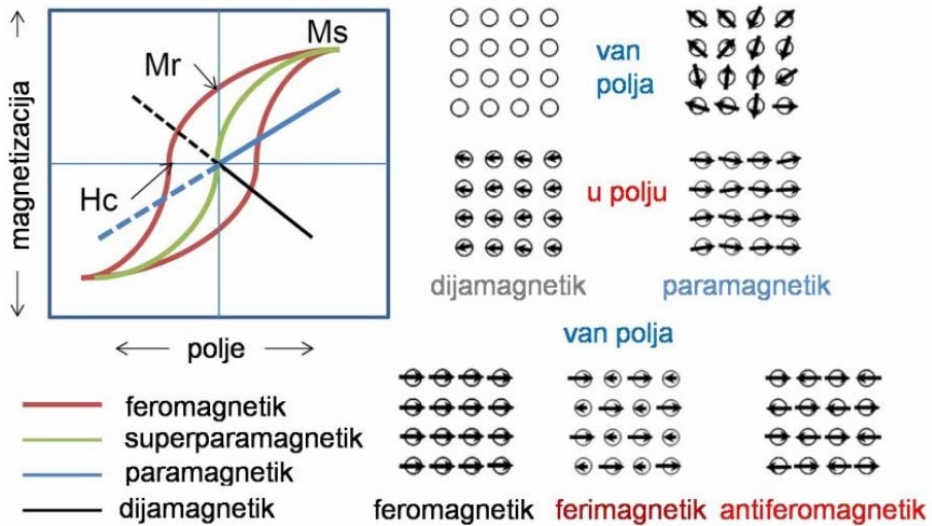 magnetizacija
Ms
Mr
Hc
polje
feromagnetik
superparamagnetik
paramagnetik
dijamagnetik
van
polja
u polju
dijamagnetik
paramagnetik
van polja
feromagnetik
ferimagnetik
antiferomagnetik